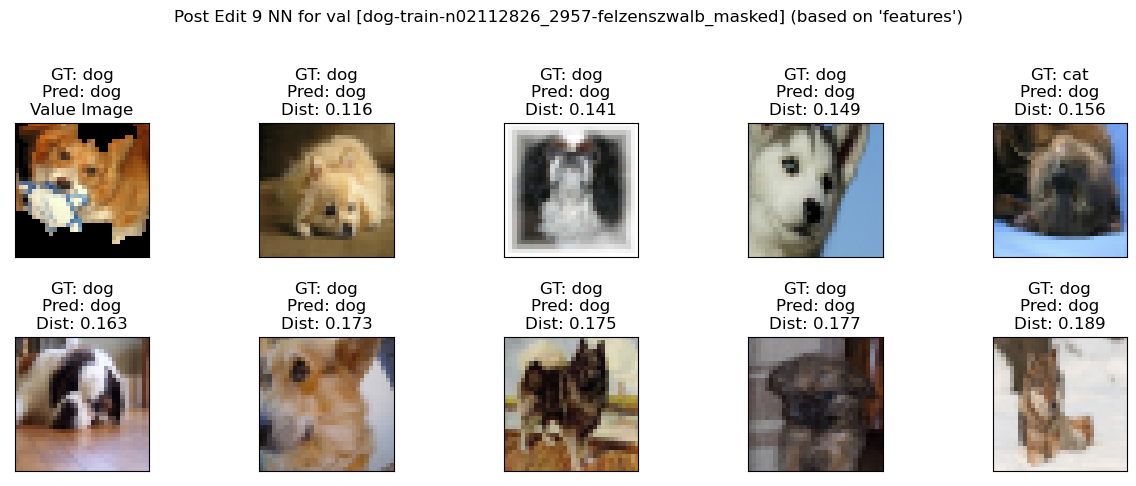 Post Edit 9 NN for val [dog-train-n02112826_2957-felzenszwalb_masked] (based on 'features')
GT: dog
Pred: dog
Value Image
GT: dog
Pred: dog
Dist: 0.116
GT: dog
Pred: dog
Dist: 0.141
GT: dog
Pred: dog
Dist: 0.149
GT: cat
Pred: dog
Dist: 0.156
GT: dog
Pred: dog
Dist: 0.163
GT: dog
Pred: dog
Dist: 0.173
GT: dog
Pred: dog
Dist: 0.175
GT: dog
Pred: dog
Dist: 0.177
GT: dog
Pred: dog
Dist: 0.189